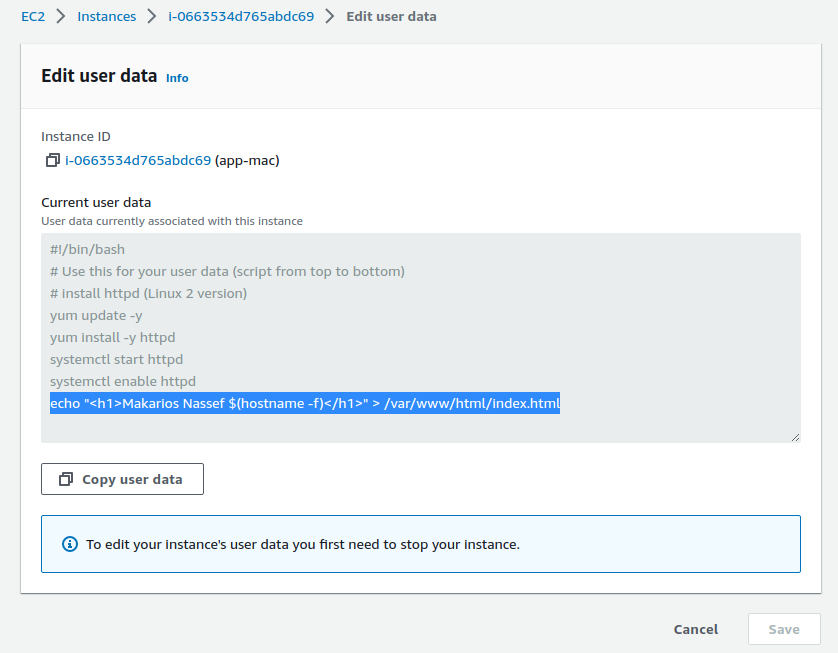 EC2 > Instances > i-0663534d765abdc69 > Edit user data
Edit user data Info
Instance ID
i-0663534d765abdc69 (app-mac)
Current user data
User data currently associated with this instance
#!/bin/bash
# Use this for your user data (script from top to bottom)
# install httpd (Linux 2 version)
yum update -y
yum install -y httpd
systemctl start httpd
systemctl enable httpd
echo "<h1>Makarios Nassef $(hostname -f)</h1>" > /var/www/html/index.html
Copy user data
To edit your instance's user data you first need to stop your instance.
Cancel Save